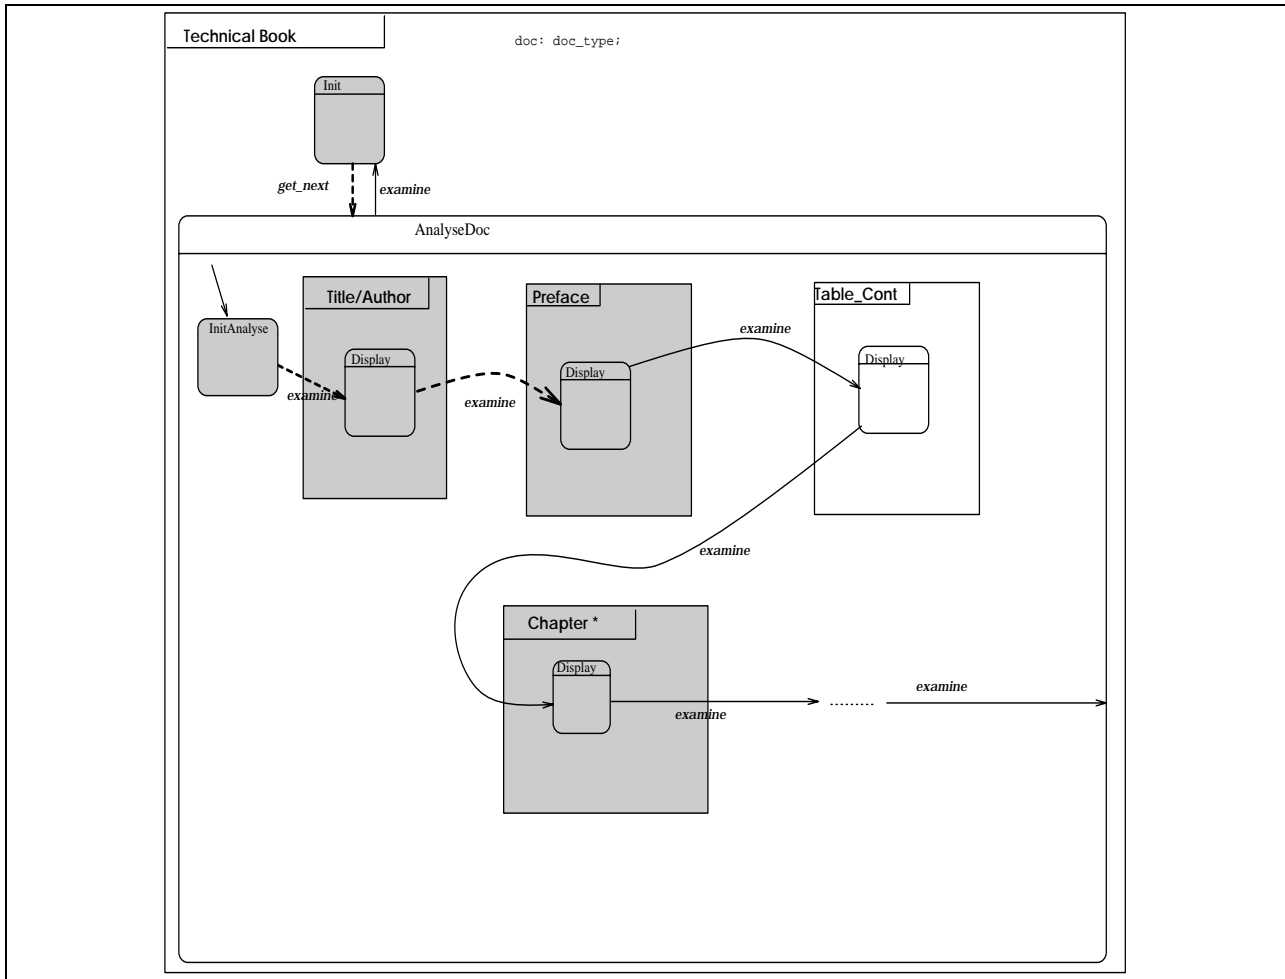 Technical Book
doc: doc_type;
Init
get_next
examine
AnalyseDoc
Title/Author
Preface
Table_Cont
InitAnalyse
examine
Display
Display
Display
examine
examine
examine
Chapter *
Display
examine
........
examine